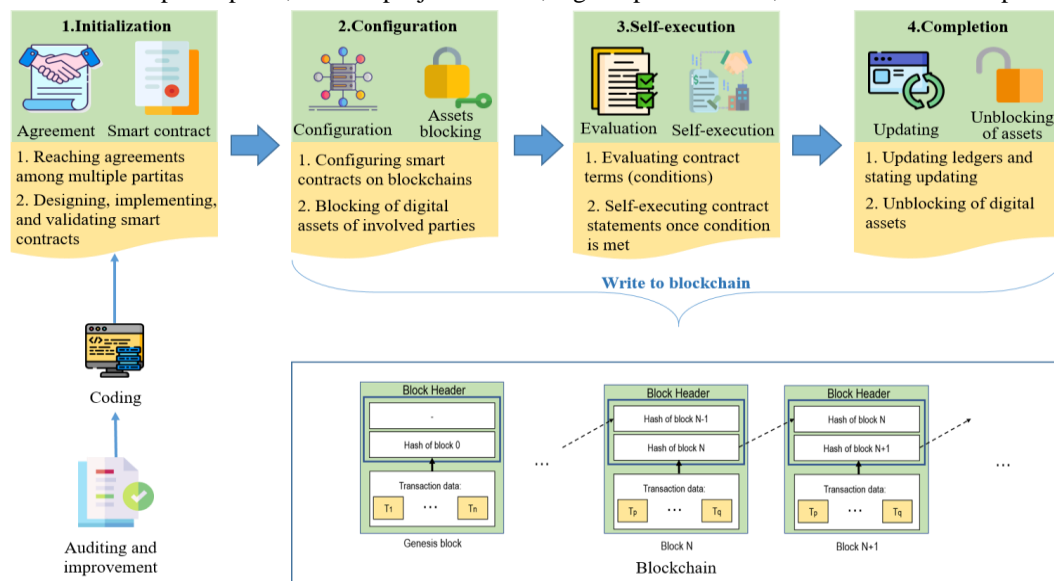 1.Initialization
Agreement
Smart contract
1. Reaching agreements
among multiple partitas
2. Designing, implementing,
and validating smart
contracts
2.Configuration
Configuration
Assets
blocking
1. Configuring smart
contracts on blockchains
2. Blocking of digital
assets of involved parties
3.Self-execution
Evaluation
Self-execution
1. Evaluating contract
terms (conditions)
2. Self-executing contract
statements once condition
is met
4.Completion
Updating
Unblocking
of assets
1. Updating ledgers and
stating updating
2. Unblocking of digital
assets
Write to blockchain
Coding
Auditing and
improvement
Block Header
-
Hash of block 0
Transaction data:
T1 ... Tn
Genesis block
...
Block Header
Hash of block N-1
Hash of block N
Transaction data:
Tp ... Tq
Block N
Block Header
Hash of block N
Hash of block N+1
Transaction data:
Tp ... Tq
Block N+1
...
Blockchain